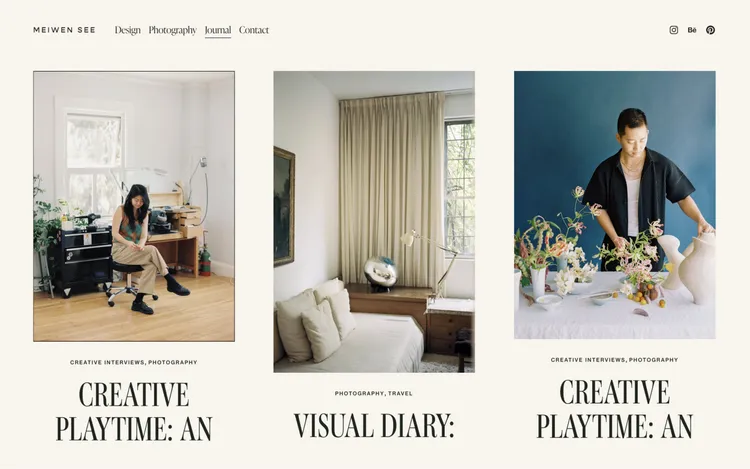 MEIWEN SEE
Design Photography Journal Contact
Bē
CREATIVE INTERVIEWS, PHOTOGRAPHY
CREATIVE
PLAYTIME: AN
PHOTOGRAPHY, TRAVEL
VISUAL DIARY:
CREATIVE INTERVIEWS, PHOTOGRAPHY
CREATIVE
PLAYTIME: AN